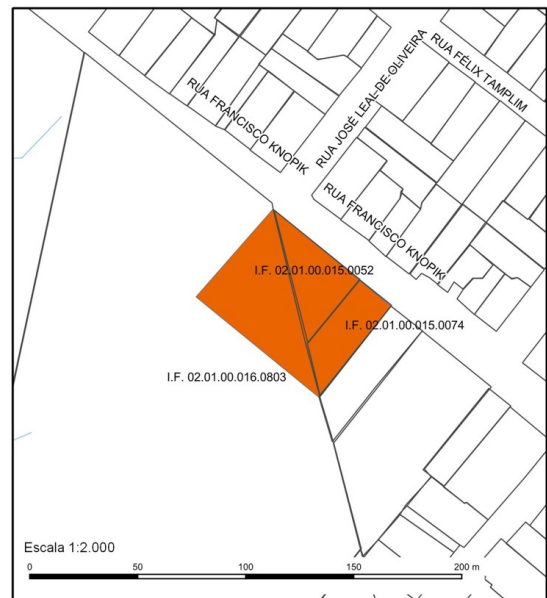 RUA FÉLIX TAMPLIM
RUA JOSÉ LEAL-DE-OLIVEIRA
RUA FRANCISCO KNOPIK
RUA FRANCISCO KNOPIK
I.F. 02.01.00.015.0052
I.F. 02.01.00.015.0074
I.F. 02.01.00.016.0803
Escala 1:2.000
0 50 100 150 200 m